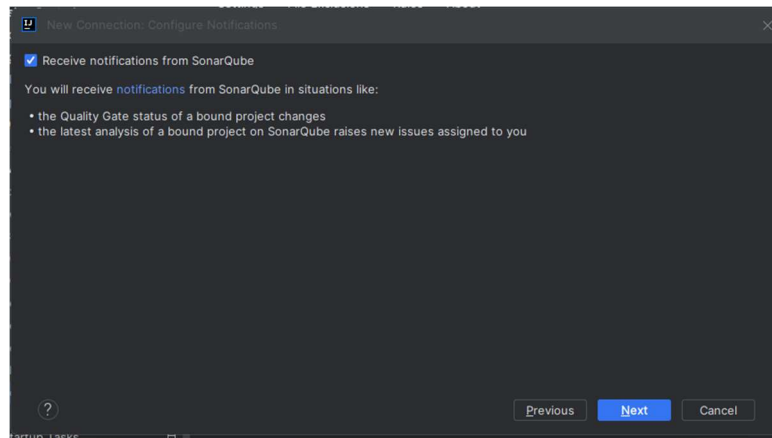 New Connection: Configure Notifications
Receive notifications from SonarQube
You will receive notifications from SonarQube in situations like:
• the Quality Gate status of a bound project changes
• the latest analysis of a bound project on SonarQube raises new issues assigned to you
?
Previous Next Cancel